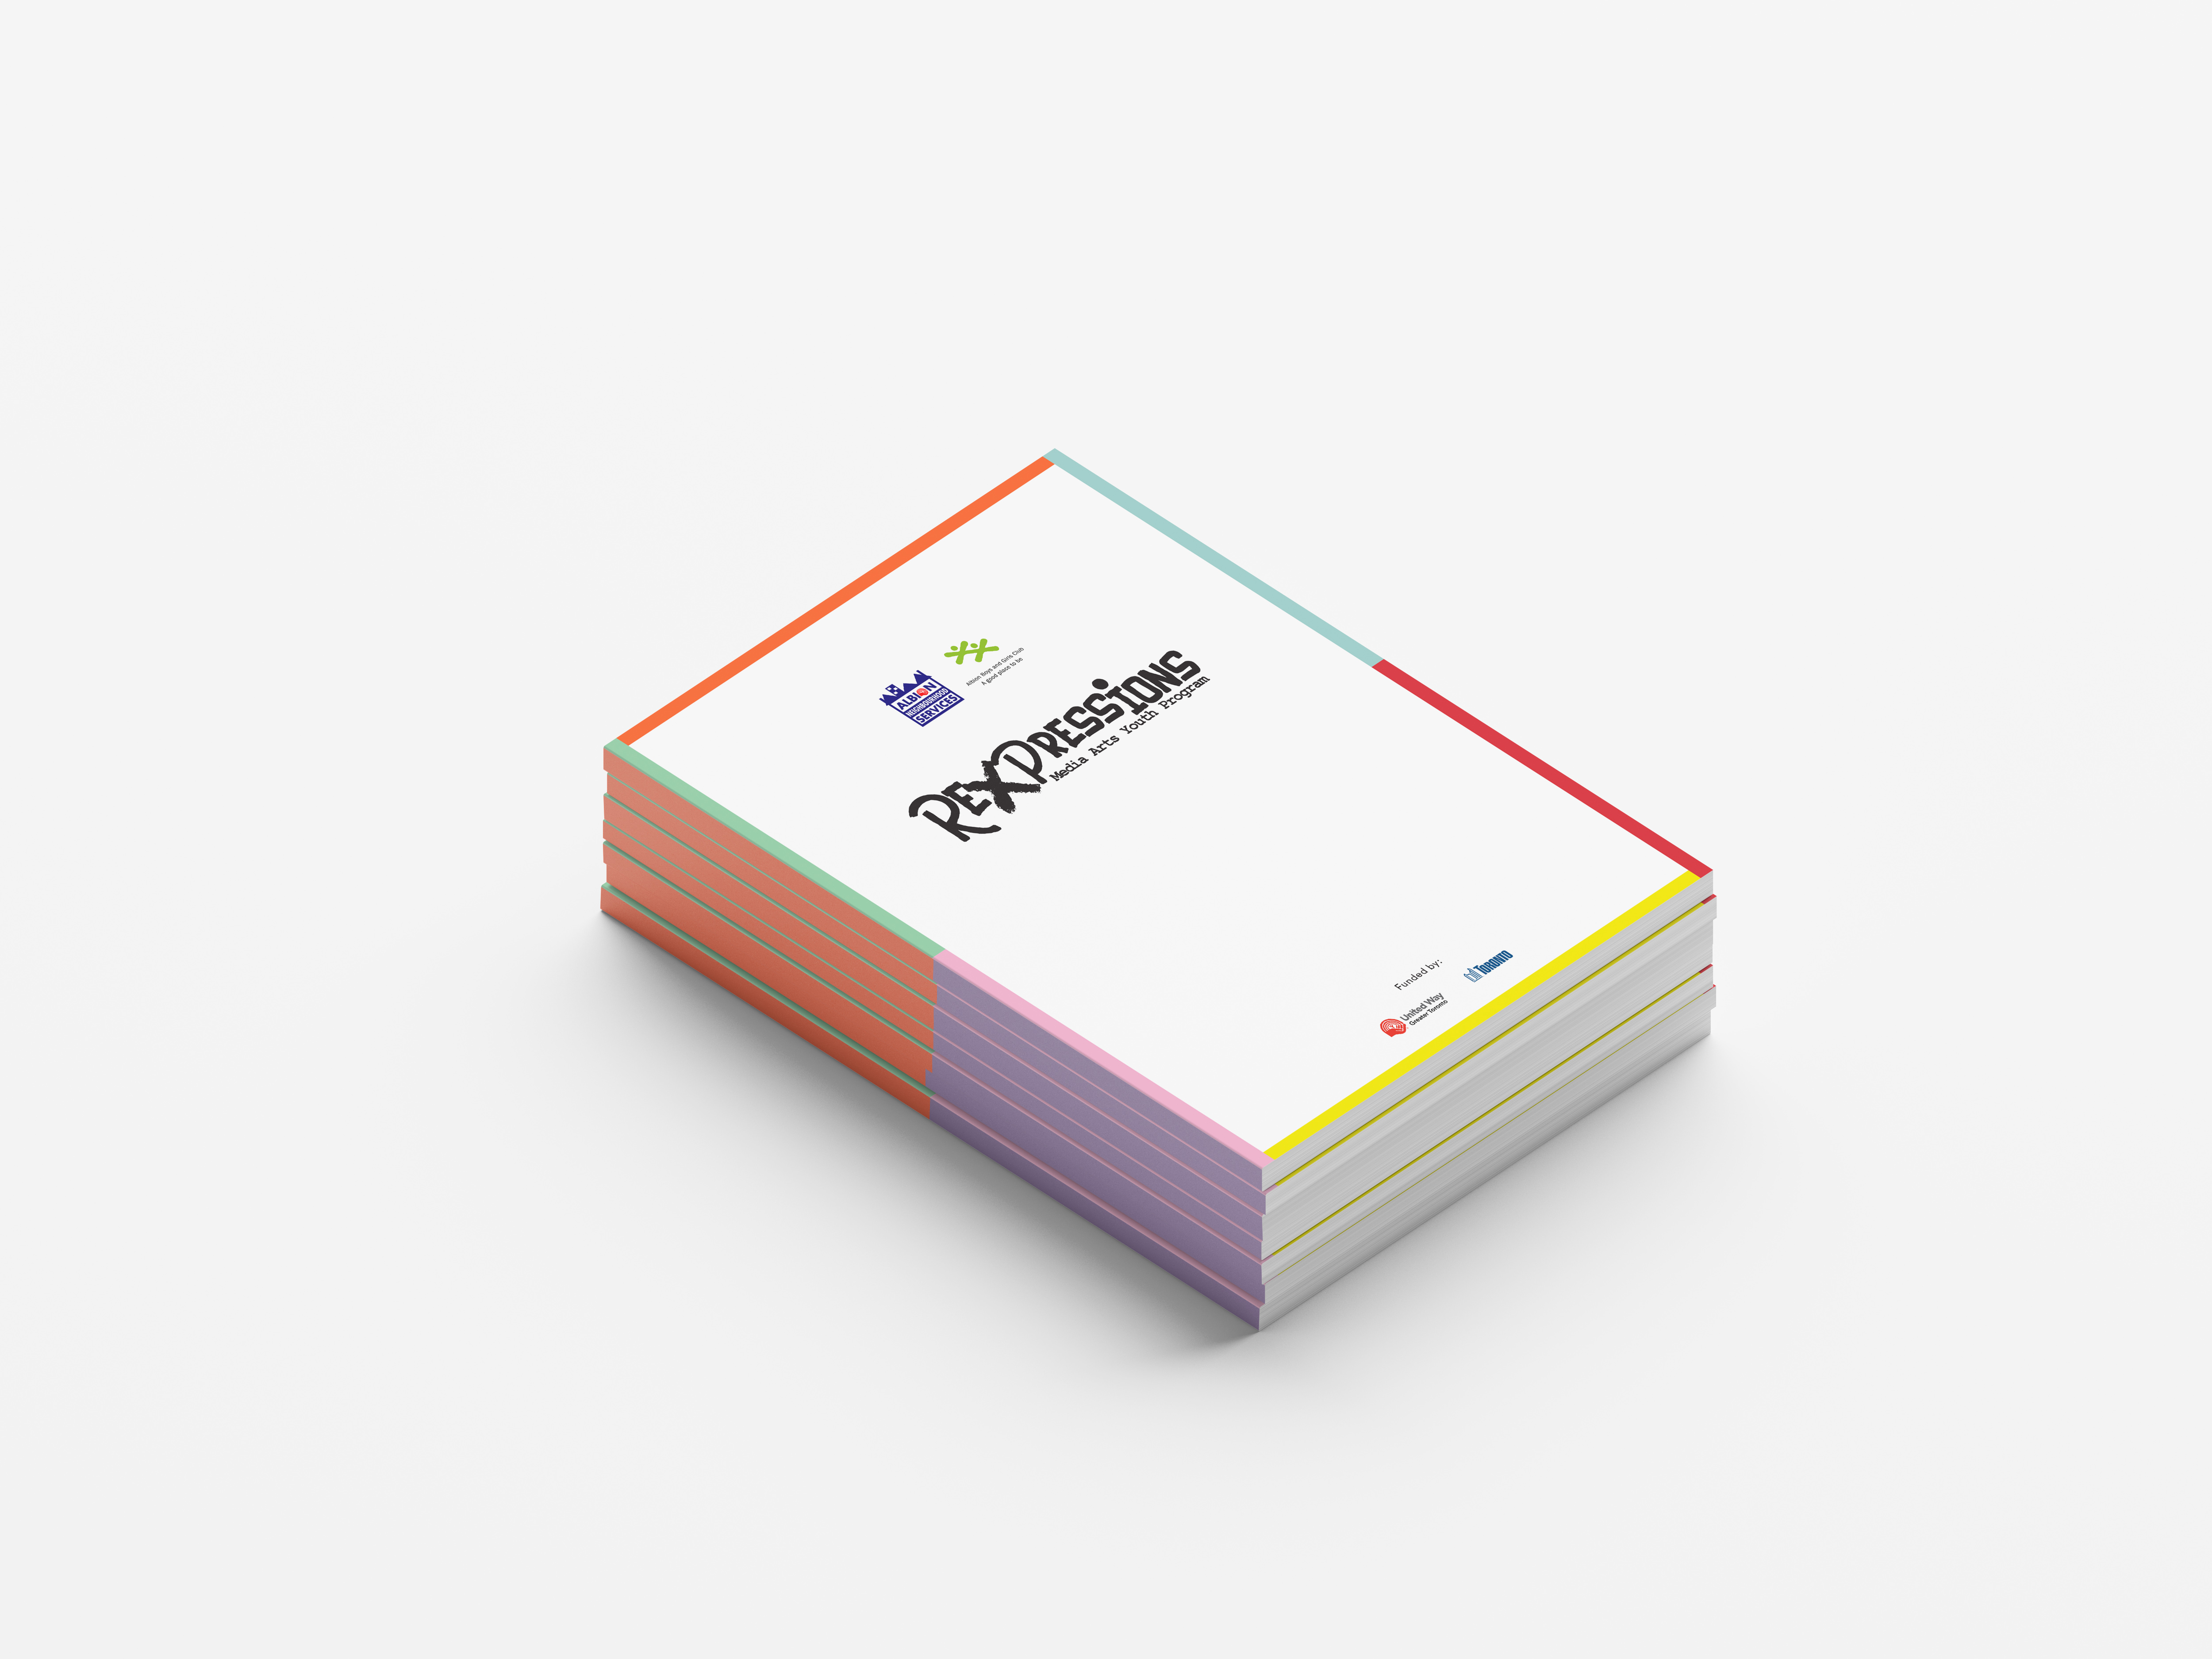 ALBION
NEIGHBOURHOOD
SERVICES
Albion Boys and Girls Club
A good place to be
REXPRESSIONS
Media Arts Youth Program
Funded by:
United Way
Greater Toronto
TORONTO